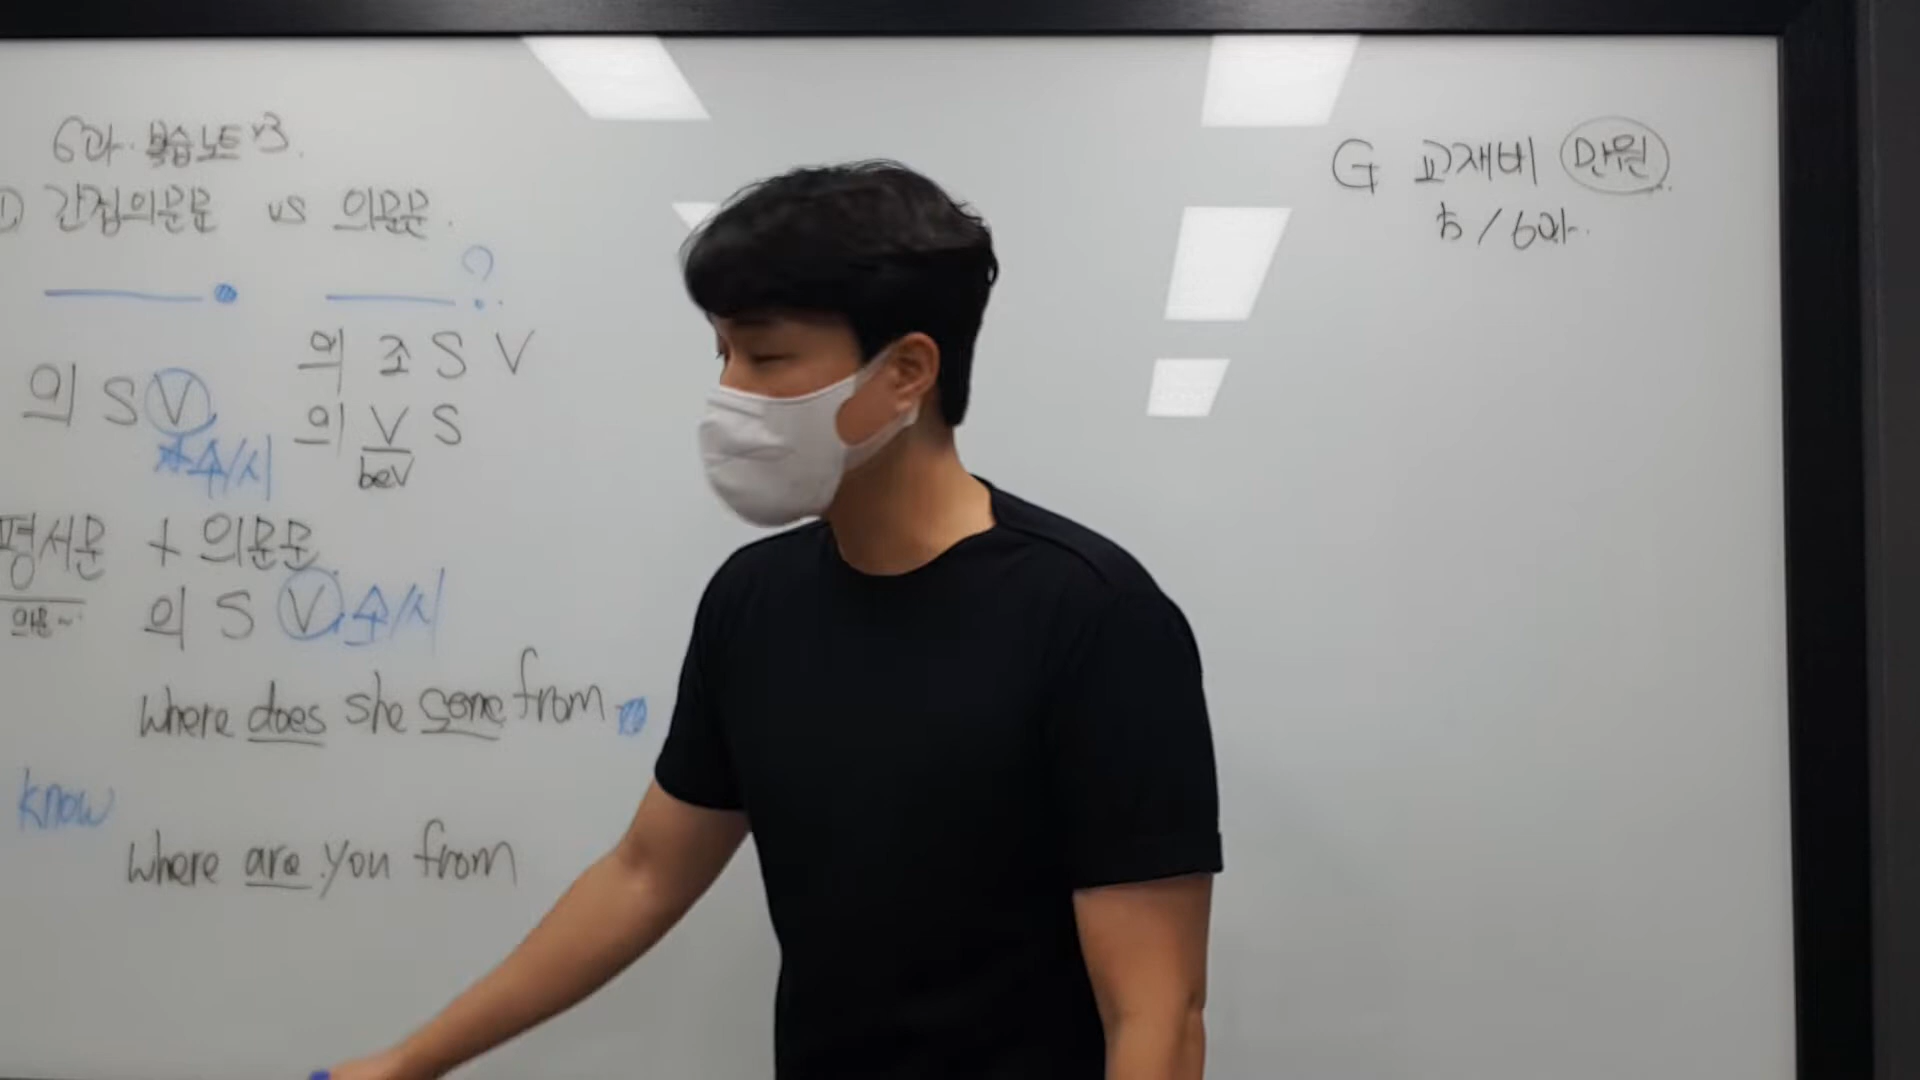 6과. 복습노트 v3.
① 간접의문문 vs 의문문.
?
의 S V 수/시
의 조 S V
의 V S
beV
평서문 + 의문문.
의 S V 수/시
where does she come from
know
where are you from
G 교재비 만원
5/6과.